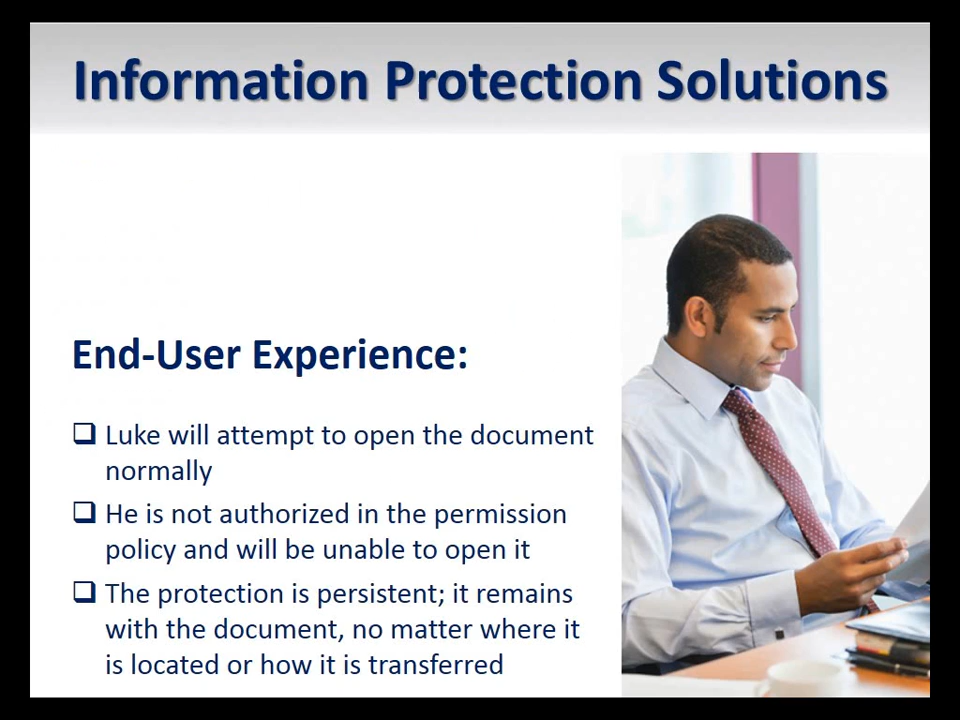 Information Protection Solutions
End-User Experience:
❑ Luke will attempt to open the document
normally
❑ He is not authorized in the permission
policy and will be unable to open it
❑ The protection is persistent; it remains
with the document, no matter where it
is located or how it is transferred